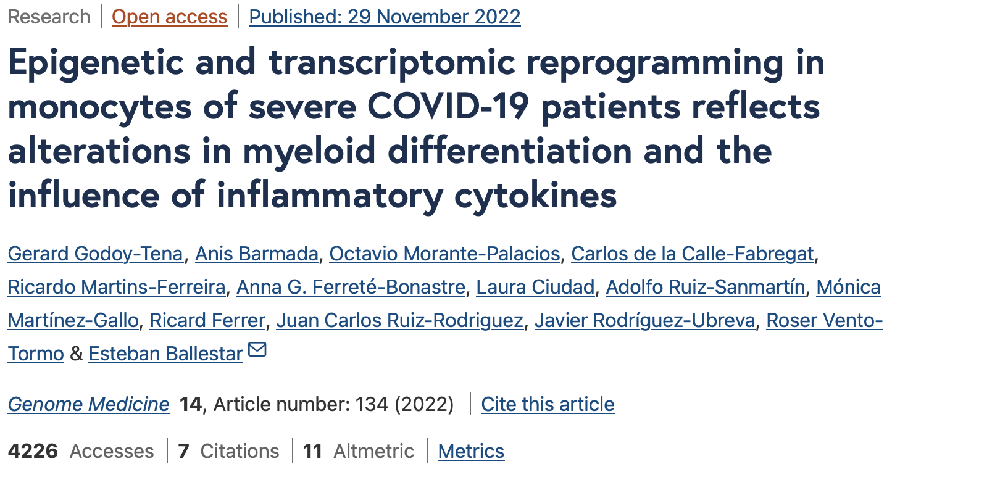 Research | Open access | Published: 29 November 2022
Epigenetic and transcriptomic reprogramming in
monocytes of severe COVID-19 patients reflects
alterations in myeloid differentiation and the
influence of inflammatory cytokines
Gerard Godoy-Tena, Anis Barmada, Octavio Morante-Palacios, Carlos de la Calle-Fabregat,
Ricardo Martins-Ferreira, Anna G. Ferreté-Bonastre, Laura Ciudad, Adolfo Ruiz-Sanmartín, Mónica
Martínez-Gallo, Ricard Ferrer, Juan Carlos Ruiz-Rodriguez, Javier Rodríguez-Ubreva, Roser Vento-
Tormo & Esteban Ballestar
Genome Medicine 14, Article number: 134 (2022) | Cite this article
4226 Accesses | 7 Citations | 11 Altmetric | Metrics